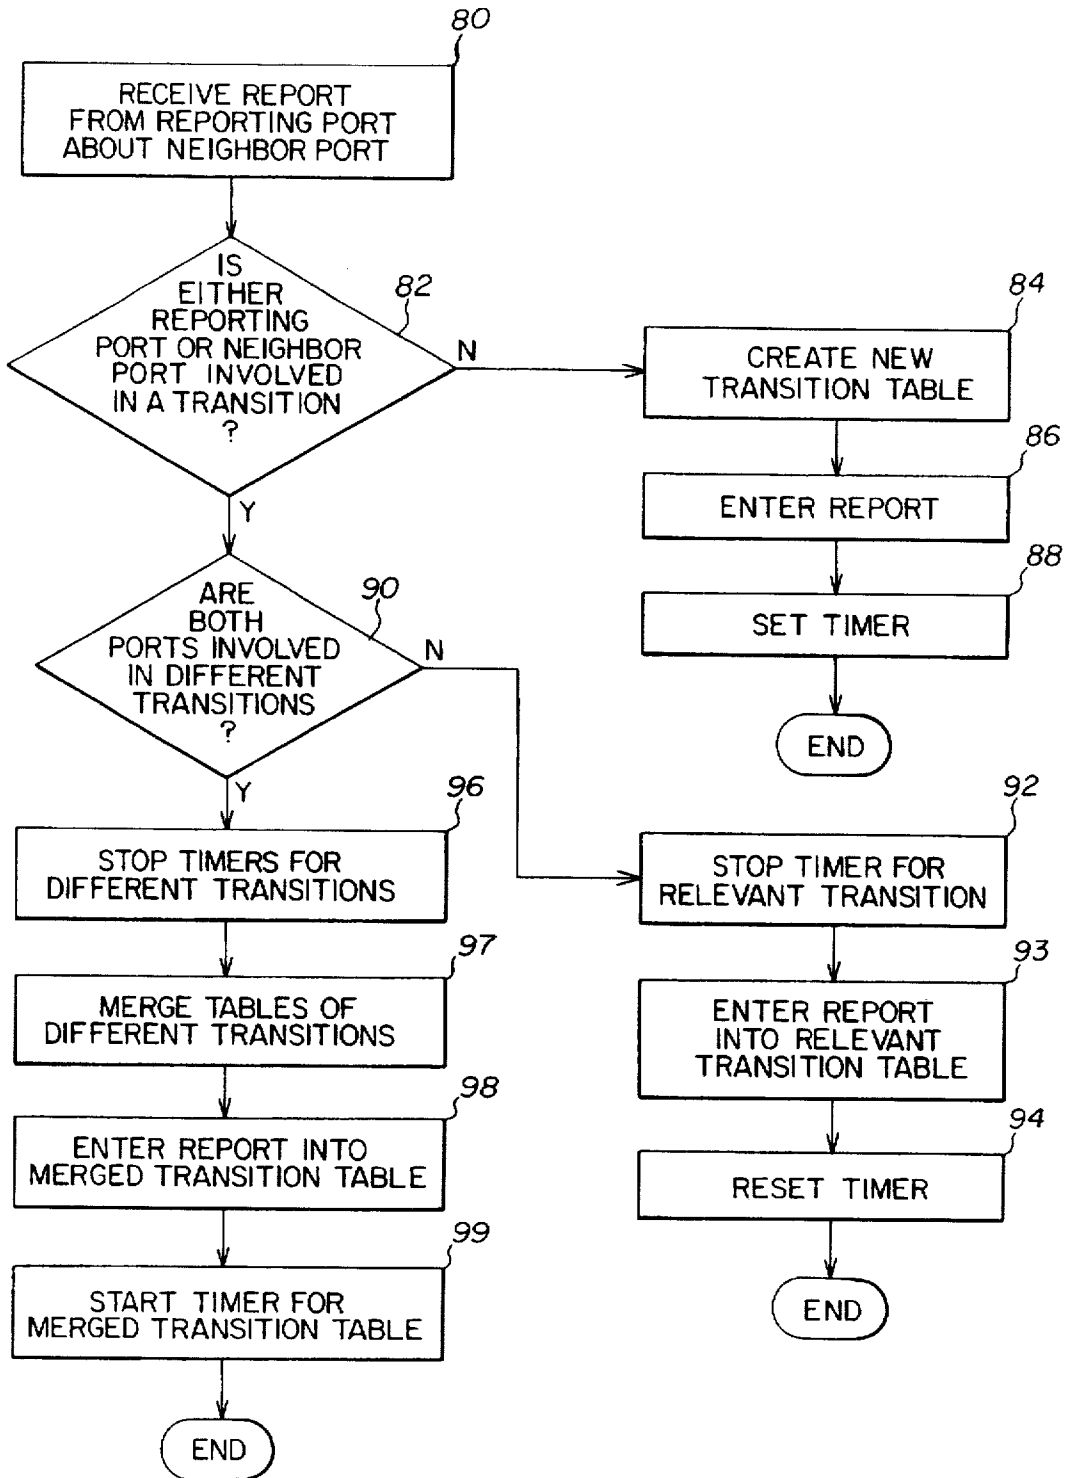 80
RECEIVE REPORT
FROM REPORTING PORT
ABOUT NEIGHBOR PORT
82
IS
EITHER
REPORTING
PORT OR NEIGHBOR
PORT INVOLVED
IN A TRANSITION
?
N
Y
84
CREATE NEW
TRANSITION TABLE
86
ENTER REPORT
88
SET TIMER
END
90
ARE
BOTH
PORTS INVOLVED
IN DIFFERENT
TRANSITIONS
?
N
Y
92
STOP TIMER FOR
RELEVANT TRANSITION
93
ENTER REPORT
INTO RELEVANT
TRANSITION TABLE
94
RESET TIMER
END
96
STOP TIMERS FOR
DIFFERENT TRANSITIONS
97
MERGE TABLES OF
DIFFERENT TRANSITIONS
98
ENTER REPORT INTO
MERGED TRANSITION TABLE
99
START TIMER FOR
MERGED TRANSITION TABLE
END